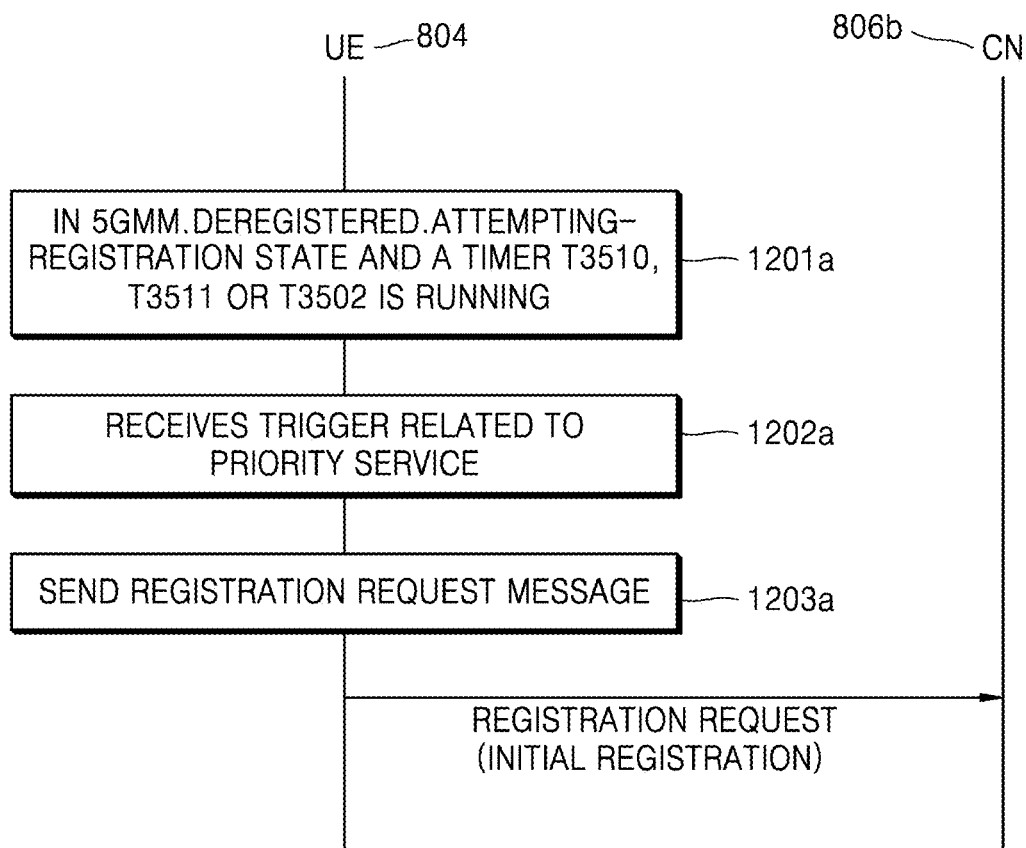 UE 804
806b CN
IN 5GMM.DEREGISTERED.ATTEMPTING-
REGISTRATION STATE AND A TIMER T3510,
T3511 OR T3502 IS RUNNING
1201a
RECEIVES TRIGGER RELATED TO
PRIORITY SERVICE
1202a
SEND REGISTRATION REQUEST MESSAGE
1203a
REGISTRATION REQUEST
(INITIAL REGISTRATION)